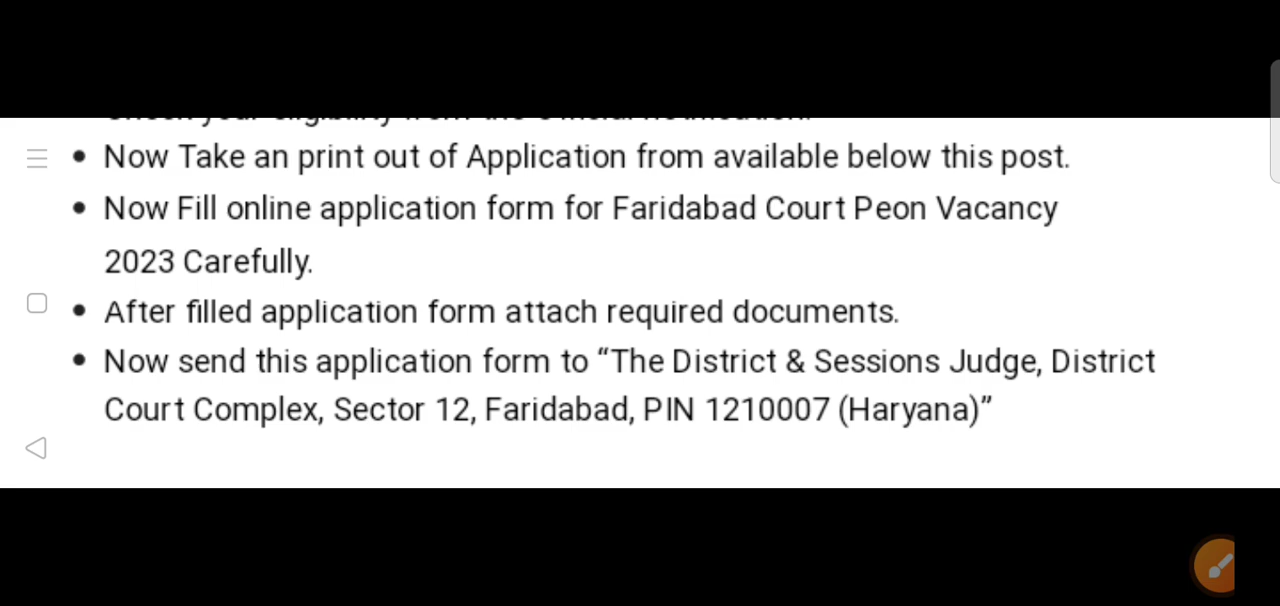 • Now Take an print out of Application from available below this post.
• Now Fill online application form for Faridabad Court Peon Vacancy
2023 Carefully.
• After filled application form attach required documents.
• Now send this application form to “The District & Sessions Judge, District
Court Complex, Sector 12, Faridabad, PIN 1210007 (Haryana)”